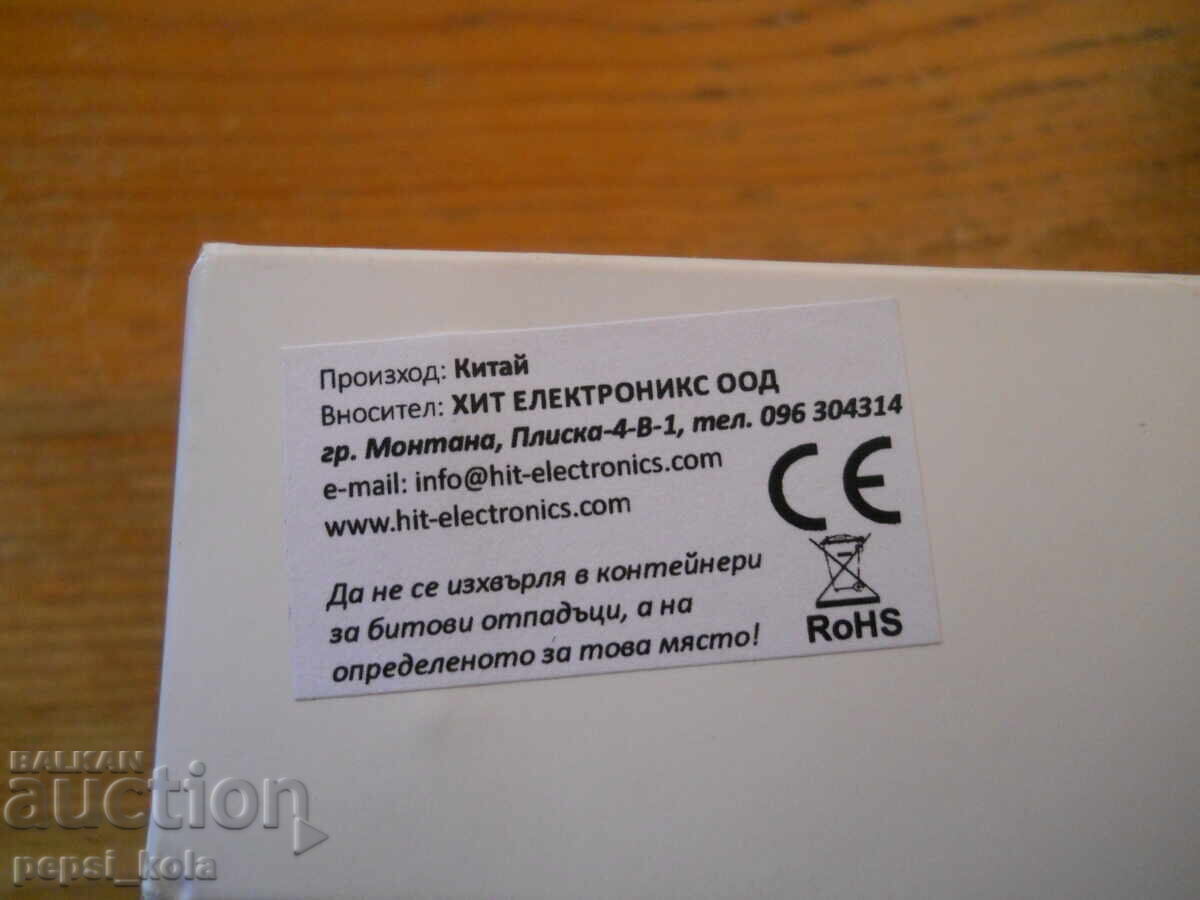 Произход: Китай
Вносител: ХИТ ЕЛЕКТРОНИКС ООД
гр. Монтана, Плиска-4-В-1, тел. 096 304314
e-mail: info@hit-electronics.com
www.hit-electronics.com
CE
Да не се изхвърля в контейнери
за битови отпадъци, а на
определеното за това място!
RoHS
BALKAN
auction
pepsi_kola